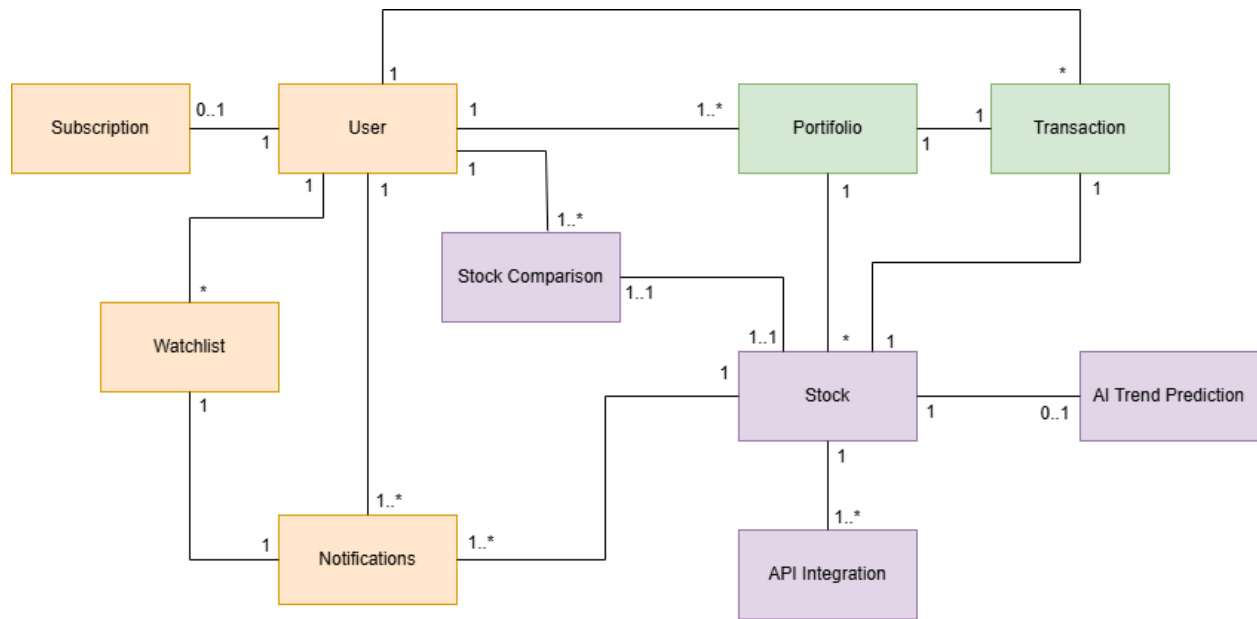 1
*
Subscription
0..1
1
User
1
1..*
Portifolio
1
1
Transaction
1
1
1
1
1
1..*
Stock Comparison
1..1
*
Watchlist
1
1..1
*
1
1
Stock
1
0..1
AI Trend Prediction
1
1..*
1
1..*
Notifications
1..*
API Integration